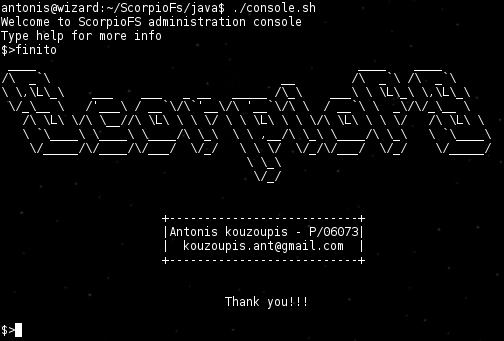 antonis@wizard:~/ScorpioFs/java$ ./console.sh
Welcome to ScorpioFS administration console
Type help for more info
$>finito
ScorpioFS
Antonis kouzoupis - P/06073
kouzoupis.ant@gmail.com
Thank you!!!
$>